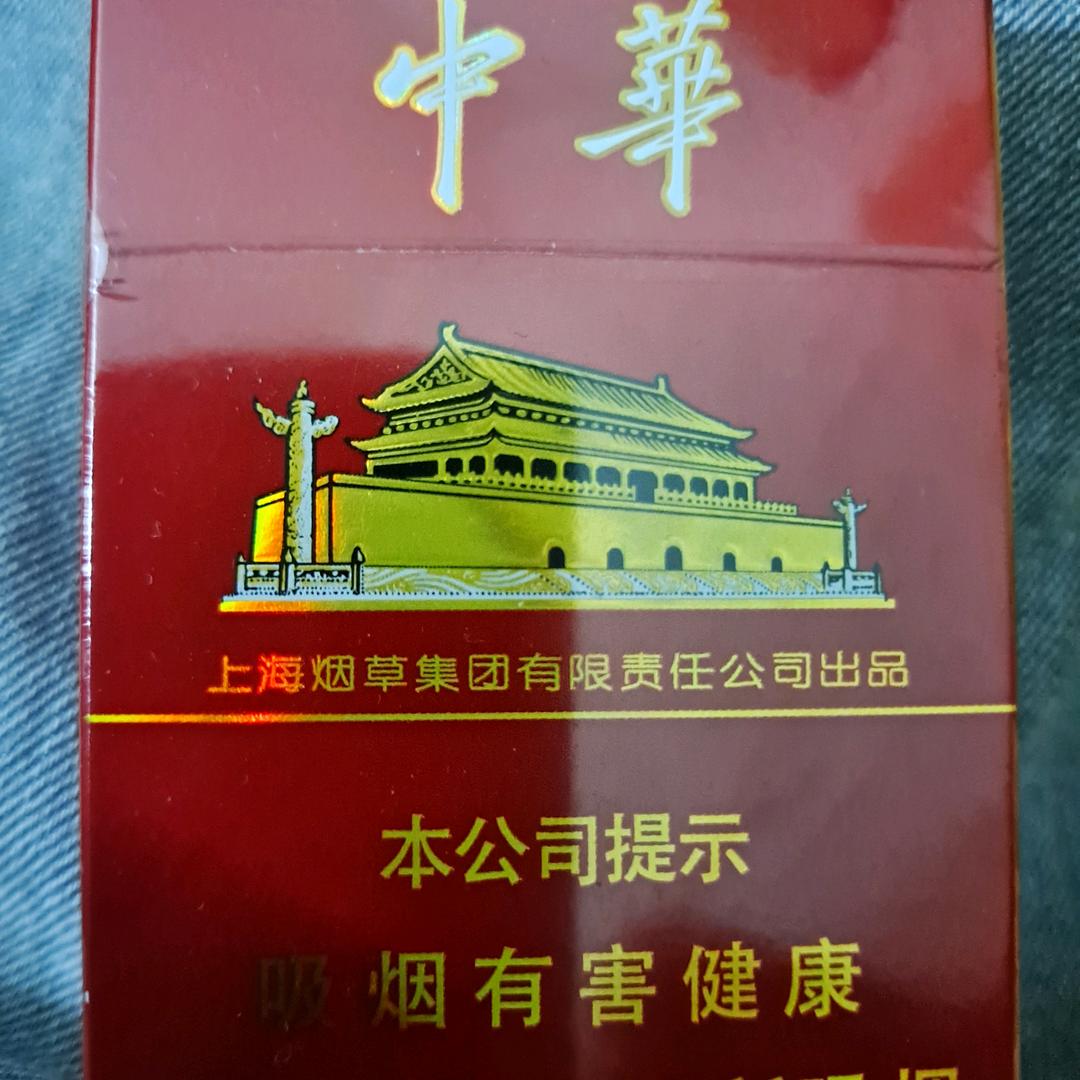 中華
上海烟草集团有限责任公司出品
本公司提示
吸烟有害健康